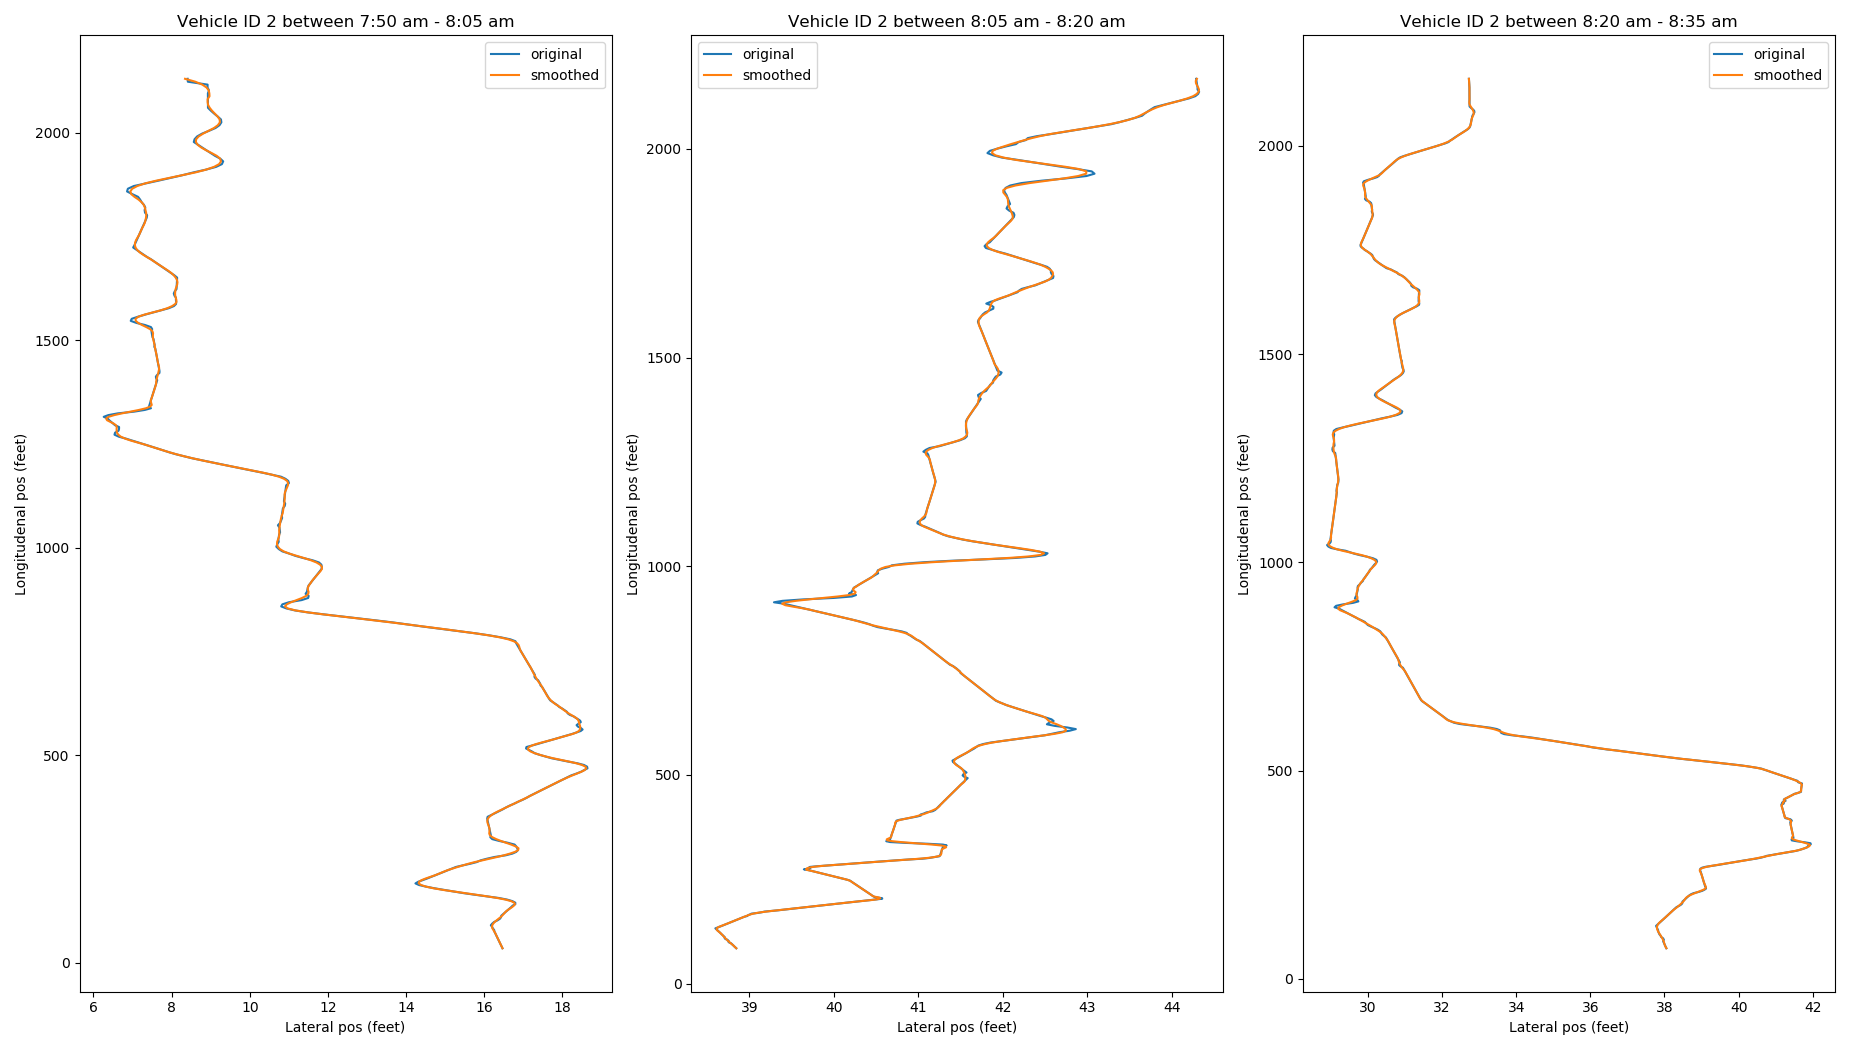 Vehicle ID 2 between 7:50 am - 8:05 am
original
smoothed
2000
1500
1000
500
0
Longitudenal pos (feet)
6 8 10 12 14 16 18
Lateral pos (feet)
Vehicle ID 2 between 8:05 am - 8:20 am
original
smoothed
2000
1500
1000
500
0
Longitudenal pos (feet)
39 40 41 42 43 44
Lateral pos (feet)
Vehicle ID 2 between 8:20 am - 8:35 am
original
smoothed
2000
1500
1000
500
0
Longitudenal pos (feet)
30 32 34 36 38 40 42
Lateral pos (feet)